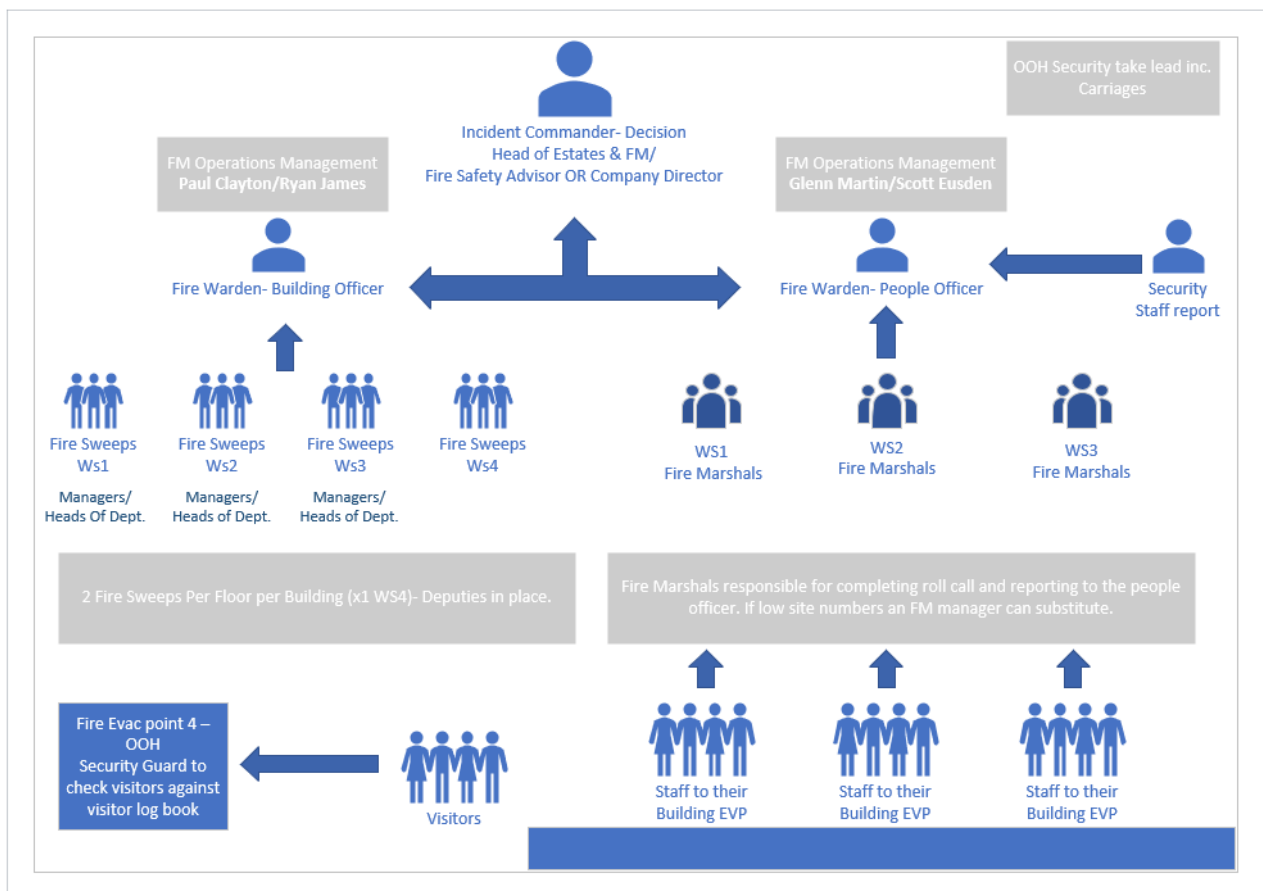 OOH Security take lead inc.
Carriages
Incident Commander- Decision
Head of Estates & FM/
Fire Safety Advisor OR Company Director
FM Operations Management
Paul Clayton/Ryan James
FM Operations Management
Glenn Martin/Scott Eusden
Fire Warden- Building Officer
Fire Warden- People Officer
Security
Staff report
Fire Sweeps
Ws1
Managers/
Heads Of Dept.
Fire Sweeps
Ws2
Managers/
Heads of Dept.
Fire Sweeps
Ws3
Managers/
Heads of Dept.
Fire Sweeps
Ws4
WS1
Fire Marshals
WS2
Fire Marshals
WS3
Fire Marshals
2 Fire Sweeps Per Floor per Building (x1 WS4)- Deputies in place.
Fire Marshals responsible for completing roll call and reporting to the people
officer. If low site numbers an FM manager can substitute.
Fire Evac point 4 –
OOH
Security Guard to
check visitors against
visitor log book
Visitors
Staff to their
Building EVP
Staff to their
Building EVP
Staff to their
Building EVP